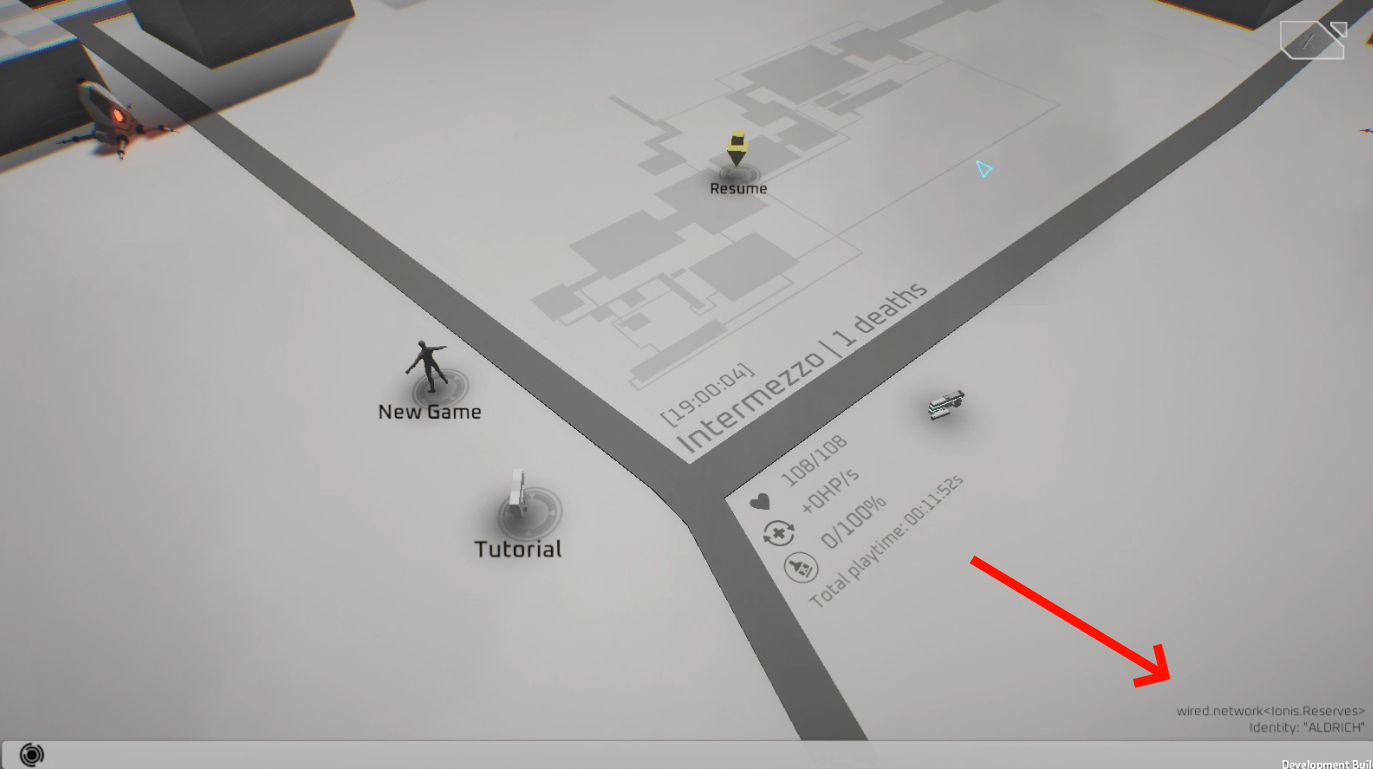 Resume
[19:00:04]
Intermezzo | 1 deaths
New Game
108/108
+0HP/s
0/100%
Total playtime: 00:11:52s
Tutorial
wired.network<Ionis.Reserves>
Identity: "ALDRICH"
Development Buil